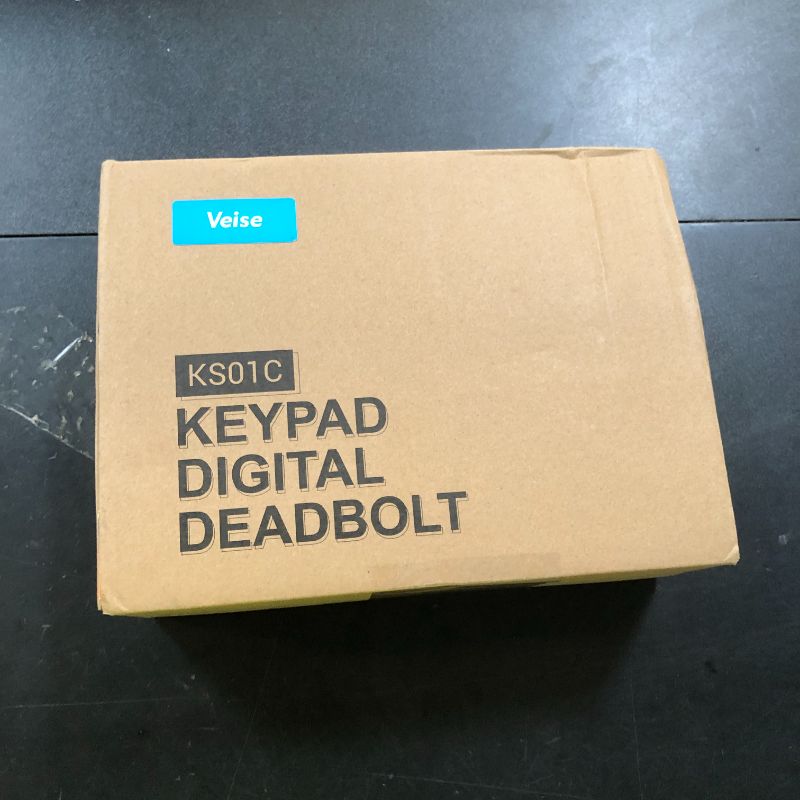 Veise
KS01C
KEYPAD
DIGITAL
DEADBOLT